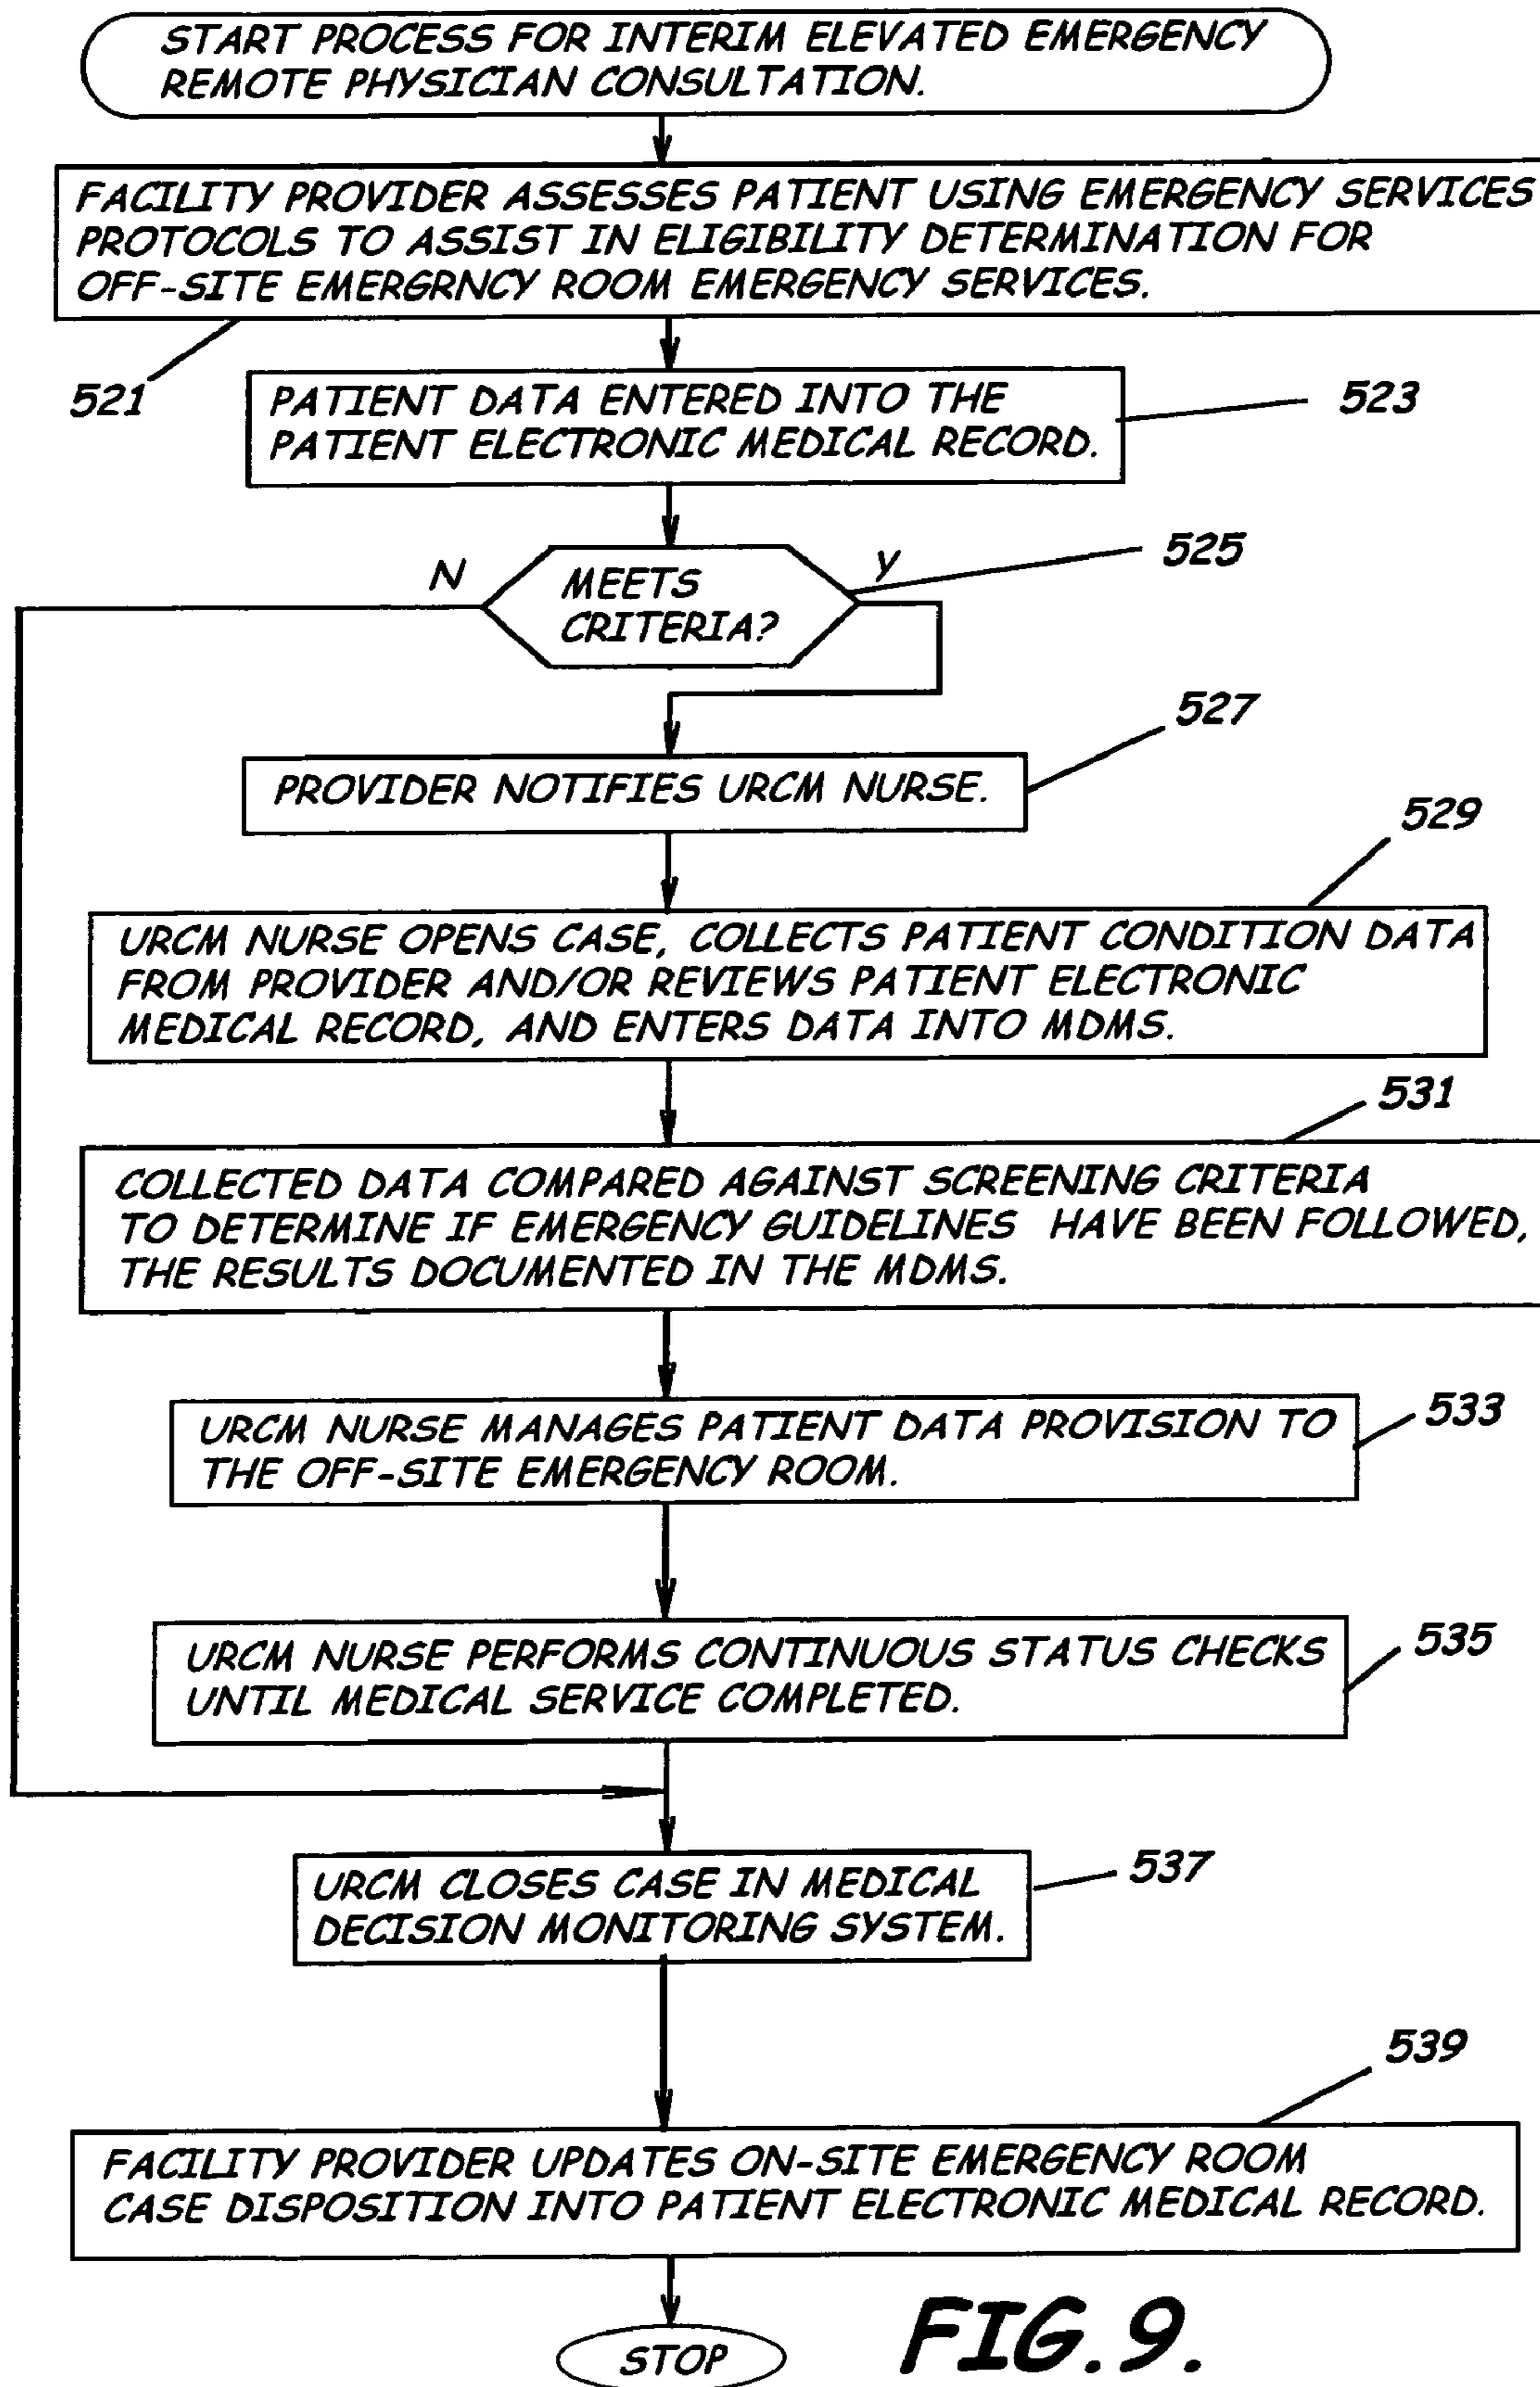 START PROCESS FOR INTERIM ELEVATED EMERGENCY
REMOTE PHYSICIAN CONSULTATION.
FACILITY PROVIDER ASSESSES PATIENT USING EMERGENCY SERVICES
PROTOCOLS TO ASSIST IN ELIGIBILITY DETERMINATION FOR
OFF-SITE EMERGRNCY ROOM EMERGENCY SERVICES.
521
PATIENT DATA ENTERED INTO THE
PATIENT ELECTRONIC MEDICAL RECORD.
523
N
MEETS
CRITERIA?
Y
525
PROVIDER NOTIFIES URCM NURSE.
527
529
URCM NURSE OPENS CASE, COLLECTS PATIENT CONDITION DATA
FROM PROVIDER AND/OR REVIEWS PATIENT ELECTRONIC
MEDICAL RECORD, AND ENTERS DATA INTO MDMS.
531
COLLECTED DATA COMPARED AGAINST SCREENING CRITERIA
TO DETERMINE IF EMERGENCY GUIDELINES HAVE BEEN FOLLOWED,
THE RESULTS DOCUMENTED IN THE MDMS.
URCM NURSE MANAGES PATIENT DATA PROVISION TO
THE OFF-SITE EMERGENCY ROOM.
533
URCM NURSE PERFORMS CONTINUOUS STATUS CHECKS
UNTIL MEDICAL SERVICE COMPLETED.
535
URCM CLOSES CASE IN MEDICAL
DECISION MONITORING SYSTEM.
537
539
FACILITY PROVIDER UPDATES ON-SITE EMERGENCY ROOM
CASE DISPOSITION INTO PATIENT ELECTRONIC MEDICAL RECORD.
STOP
FIG. 9.